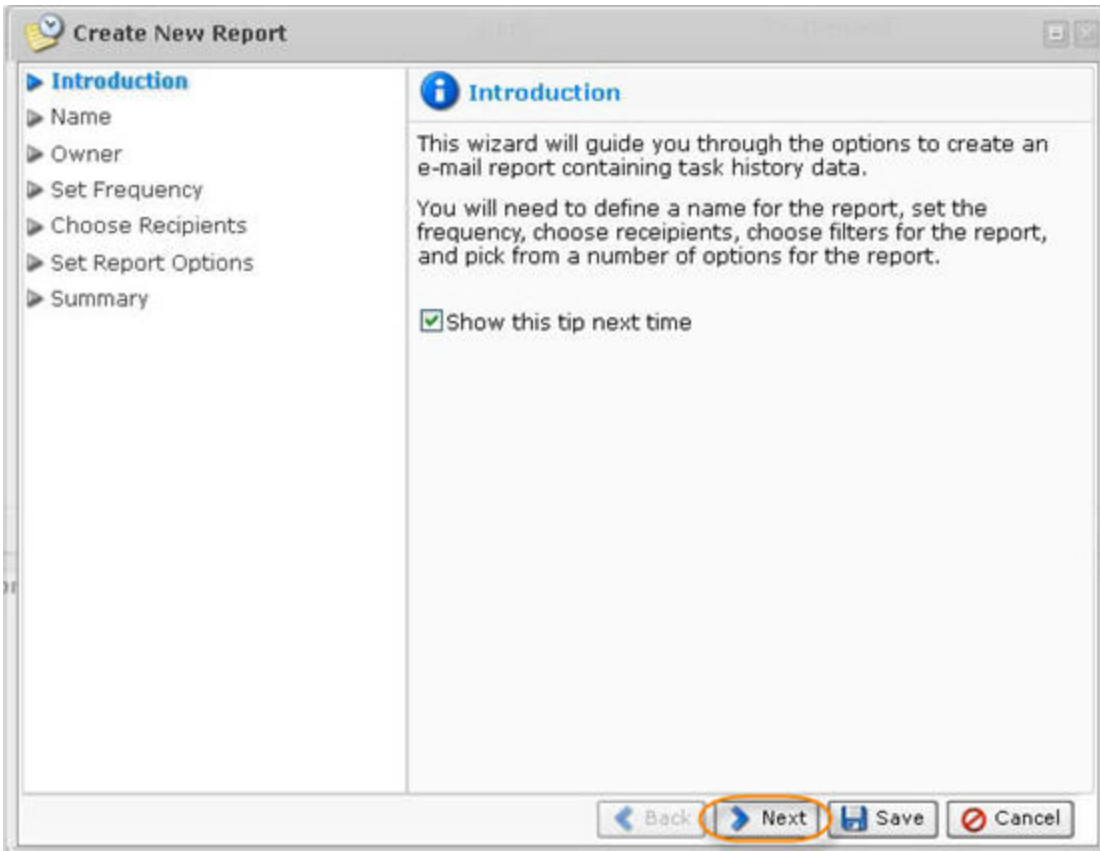 Create New Report
Introduction
Name
Owner
Set Frequency
Choose Recipients
Set Report Options
Summary
Introduction
This wizard will guide you through the options to create an
e-mail report containing task history data.
You will need to define a name for the report, set the
frequency, choose receipients, choose filters for the report,
and pick from a number of options for the report.
Show this tip next time
Back Next Save Cancel